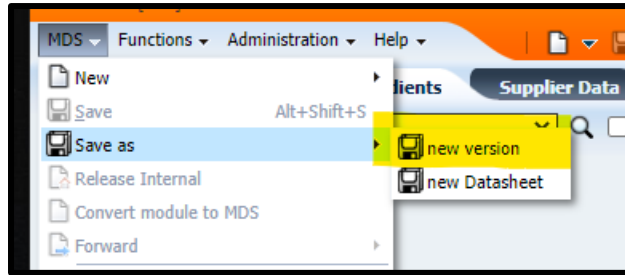 MDS Functions Administration Help
New
dients Supplier Data
Save Alt+Shift+S
Save as
new version
Release Internal
new Datasheet
Convert module to MDS
Forward